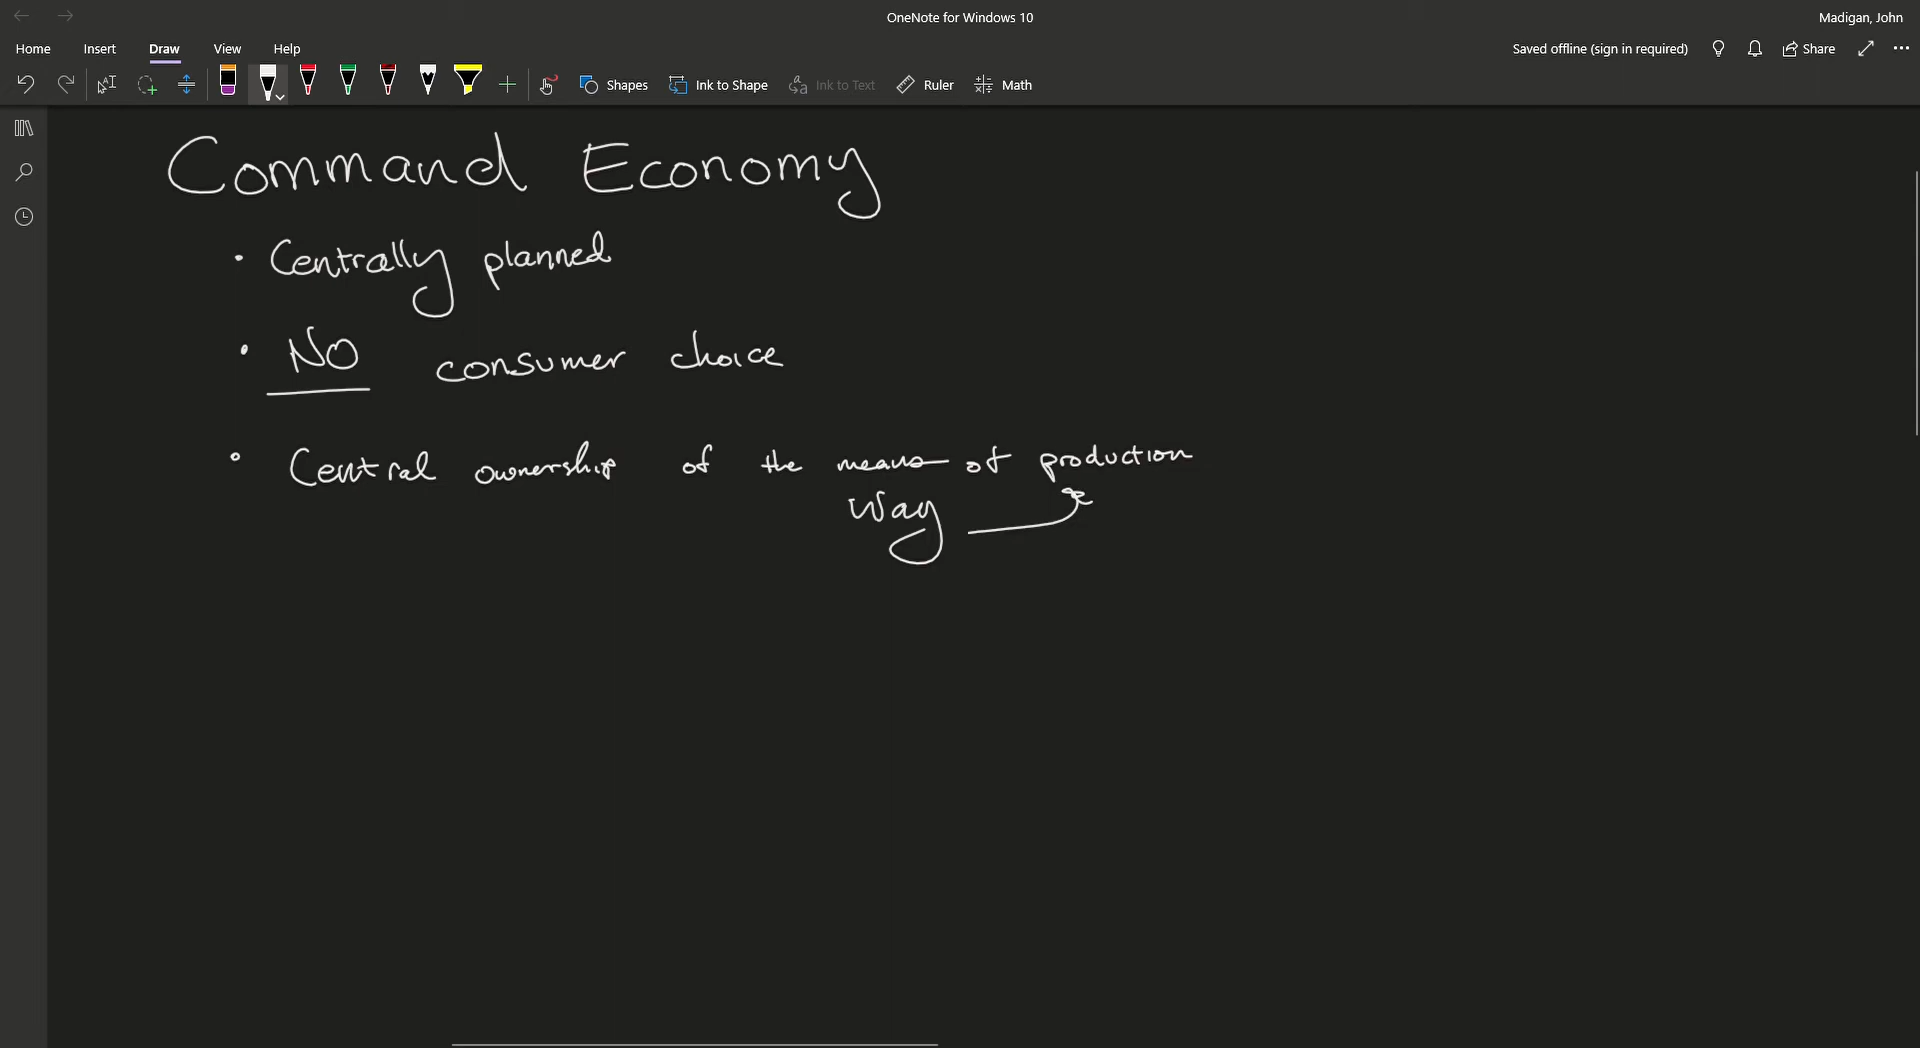 OneNote for Windows 10
Madigan, John
Home Insert Draw View Help
Saved offline (sign in required) Share
Shapes Ink to Shape Ink to Text Ruler Math
Command Economy
• Centrally planned
• NO consumer choice
• Central ownership of the means of production
Way